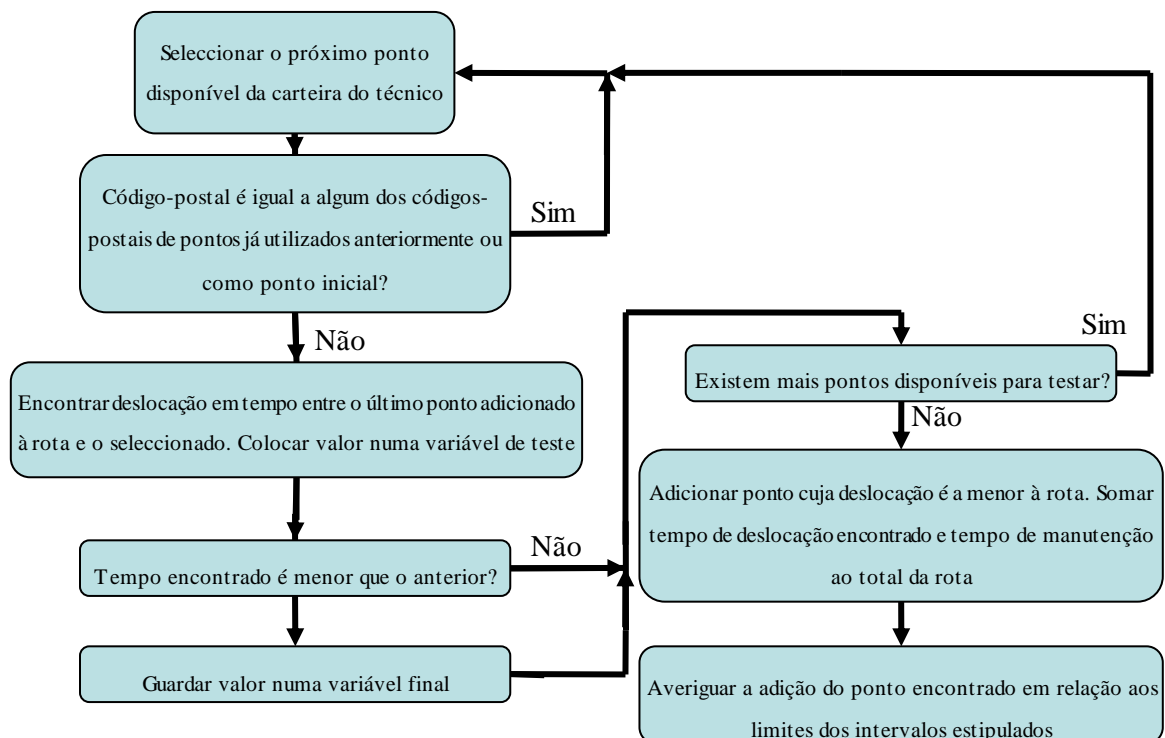 Seleccionar o próximo ponto
disponível da carteira do técnico
Código-postal é igual a algum dos códigos-
postais de pontos já utilizados anteriormente ou
como ponto inicial?
Sim
Não
Encontrar deslocação em tempo entre o último ponto adicionado
à rota e o seleccionado. Colocar valor numa variável de teste
Tempo encontrado é menor que o anterior?
Não
Guardar valor numa variável final
Existem mais pontos disponíveis para testar?
Sim
Não
Adicionar ponto cuja deslocação é a menor à rota. Somar
tempo de deslocação encontrado e tempo de manutenção
ao total da rota
Averiguar a adição do ponto encontrado em relação aos
limites dos intervalos estipulados